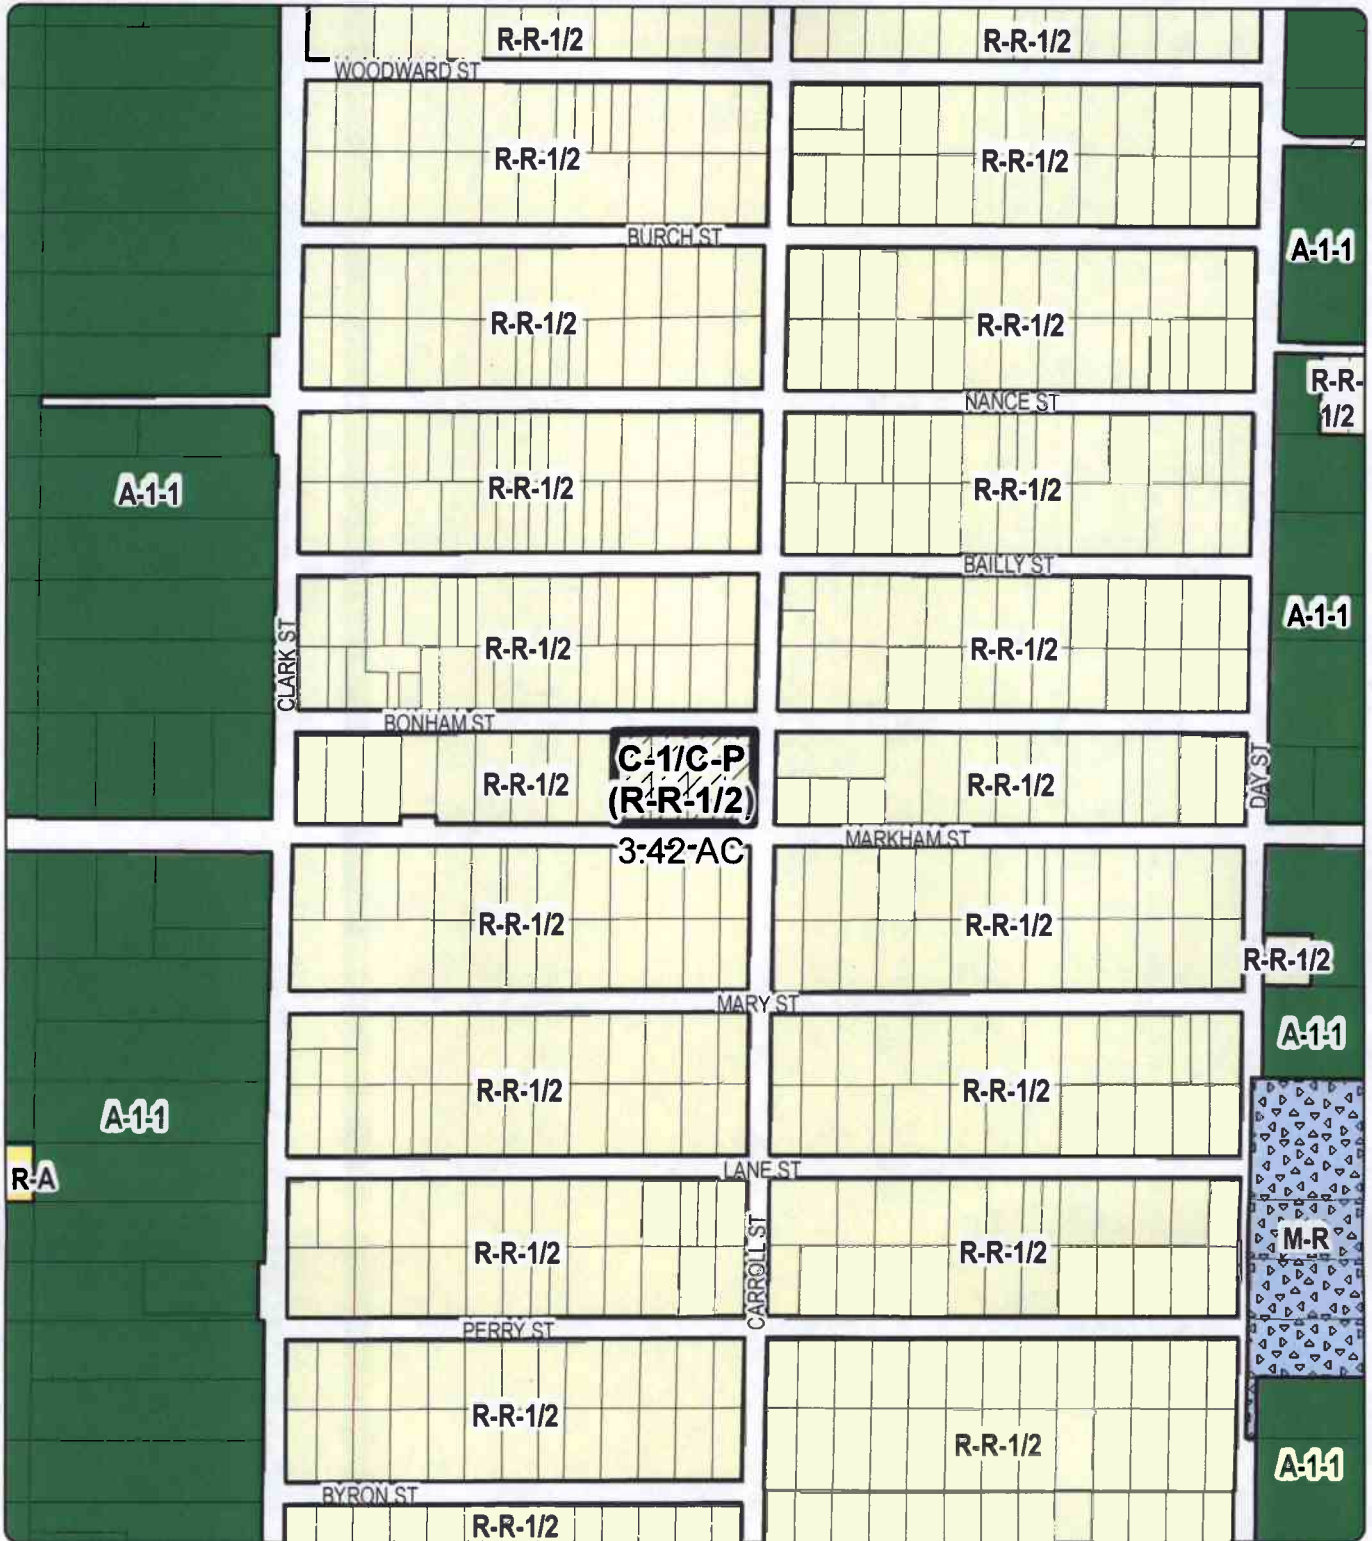 R-R-1/2
R-R-1/2
WOODWARD ST
R-R-1/2
R-R-1/2
BURCH ST
A-1-1
R-R-1/2
R-R-1/2
R-R-
1/2
NANCE ST
A-1-1
R-R-1/2
R-R-1/2
BAILLY ST
A-1-1
CLARK ST
R-R-1/2
R-R-1/2
BONHAM ST
C-1/C-P
(R-R-1/2)
R-R-1/2
R-R-1/2
DAY ST
MARKHAM ST
3.42 AC
R-R-1/2
R-R-1/2
R-R-1/2
MARY ST
A-1-1
R-R-1/2
R-R-1/2
A-1-1
LANE ST
R-A
CARROLL ST
R-R-1/2
R-R-1/2
M-R
PERRY ST
R-R-1/2
R-R-1/2
A-1-1
BYRON ST
R-R-1/2